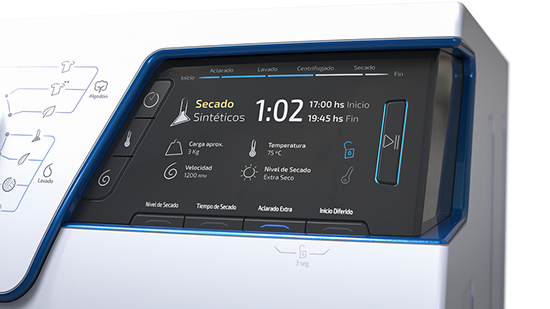 Inicio
Aclarado
Lavado
Centrifugado
Secado
Fin
Algodón
Lavado
Secado
Sintéticos
1:02
17:00 hs Inicio
19:45 hs Fin
Carga aprox.
3 Kg
Temperatura
75 ºC
Velocidad
1200 RPM
Nivel de Secado
Extra Seco
Nivel de Secado
Tiempo de Secado
Aclarado Extra
Inicio Diferido
3 seg